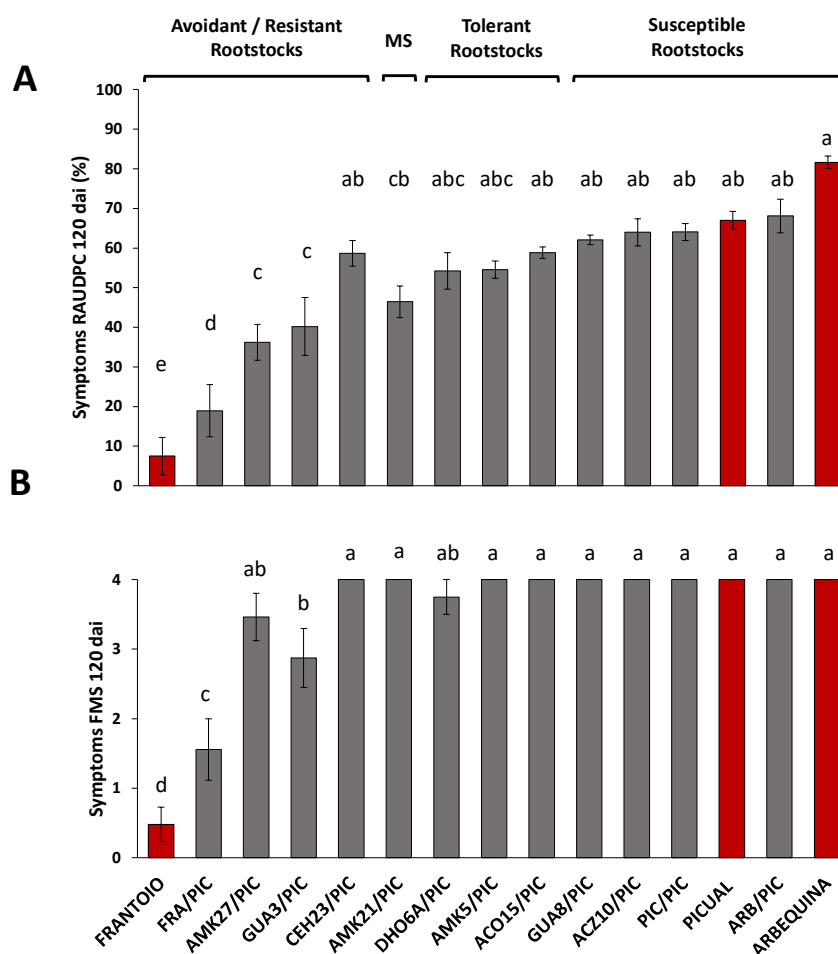 Avoidant / Resistant
Rootstocks
MS
Tolerant
Rootstocks
Susceptible
Rootstocks
A
Symptoms RAUDPC 120 dai (%)
100
90
80
70
60
50
40
30
20
10
0
e
d
c
c
ab
cb
abc
abc
ab
ab
ab
ab
ab
ab
a
B
Symptoms FMS 120 dai
4
3
2
1
0
d
c
ab
b
a
a
ab
a
a
a
a
a
a
a
a
FRANTOIO
FRA/PIC
AMK27/PIC
GUA3/PIC
CEH23/PIC
AMK21/PIC
DHO6A/PIC
AMK5/PIC
ACO15/PIC
GUA8/PIC
ACZ10/PIC
PIC/PIC
PICUAL
ARB/PIC
ARBEQUINA